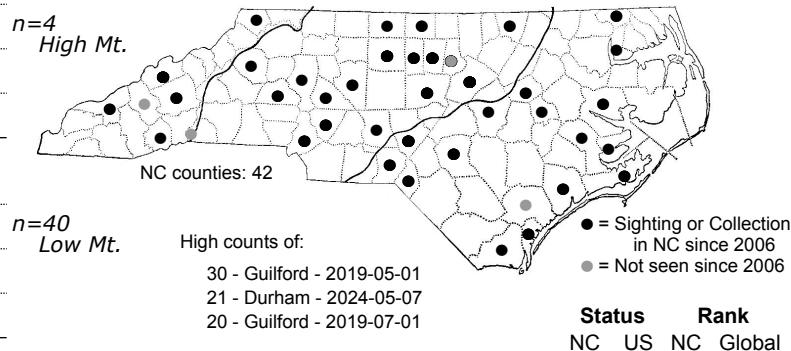 n=4
High Mt.
NC counties: 42
n=40
Low Mt.
High counts of:
30 - Guilford - 2019-05-01
21 - Durham - 2024-05-07
20 - Guilford - 2019-07-01
= Sighting or Collection
in NC since 2006
= Not seen since 2006
Status Rank
NC US NC Global